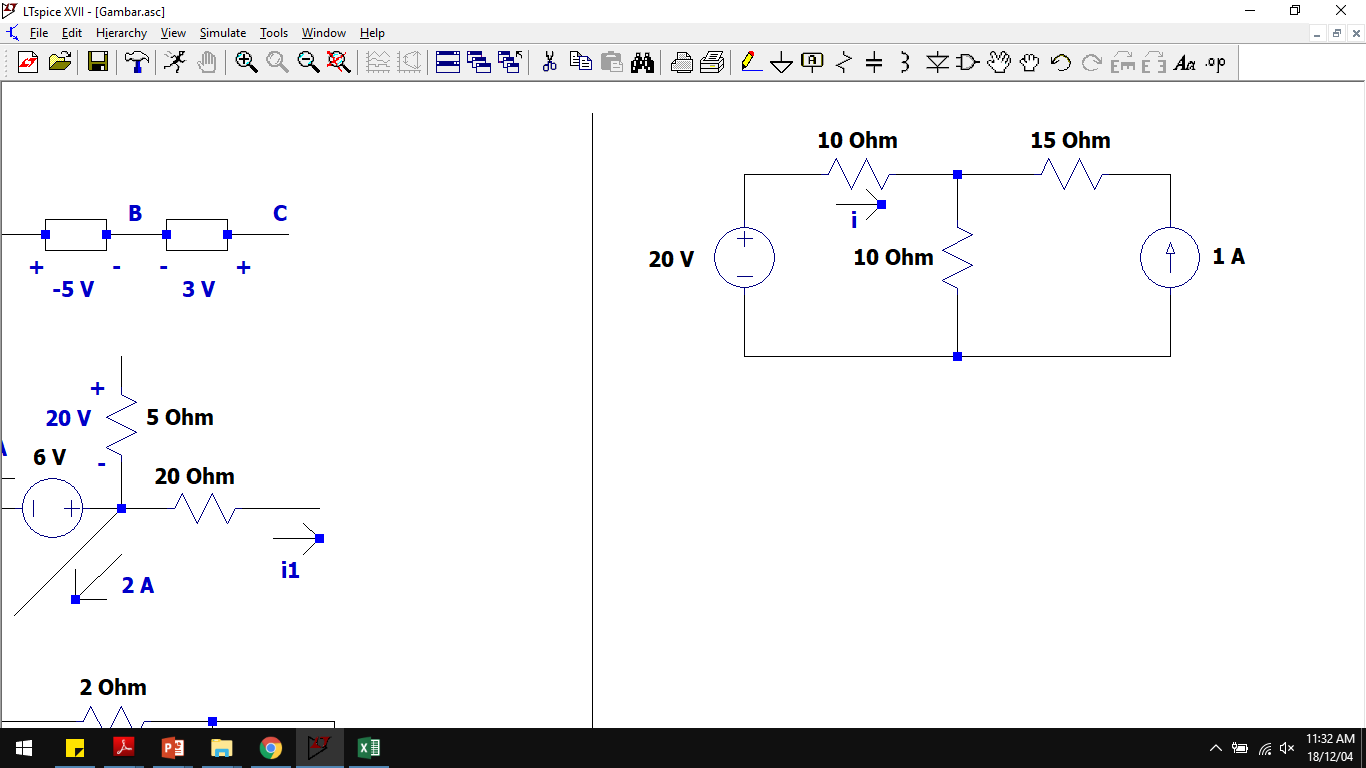 LTspice XVII - [Gambar.asc]
File Edit Hierarchy View Simulate Tools Window Help
Aa .op
B C
+ - - +
-5 V 3 V
+
20 V 5 Ohm
-
6 V
20 Ohm
i1
2 A
2 Ohm
10 Ohm 15 Ohm
i
20 V 10 Ohm 1 A
11:32 AM
18/12/04